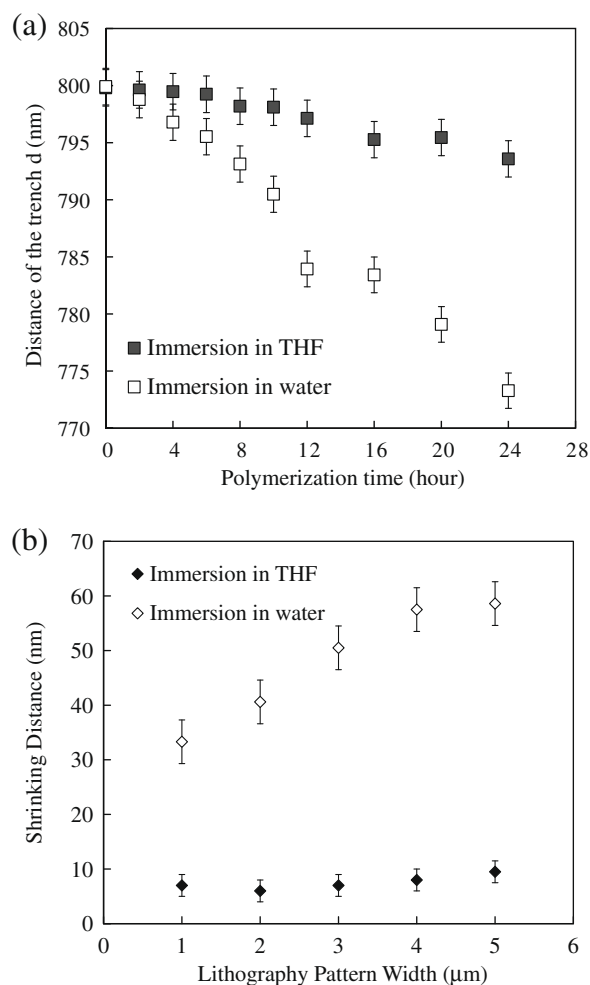 (a)
805
800
795
790
785
780
775
770
Distance of the trench d (nm)
Immersion in THF
Immersion in water
0 4 8 12 16 20 24 28
Polymerization time (hour)
(b)
70
60
50
40
30
20
10
0
Shrinking Distance (nm)
Immersion in THF
Immersion in water
0 1 2 3 4 5 6
Lithography Pattern Width (μm)